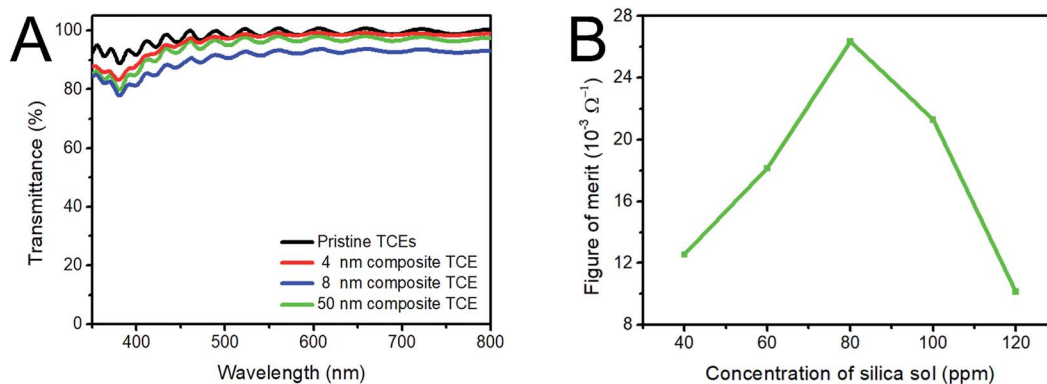 A
Transmittance (%)
100
80
60
40
20
0
Pristine TCEs
4 nm composite TCE
8 nm composite TCE
50 nm composite TCE
400
500
600
700
800
Wavelength (nm)
B
Figure of merit (10⁻³ Ω⁻¹)
28
24
20
16
12
8
40
60
80
100
120
Concentration of silica sol (ppm)